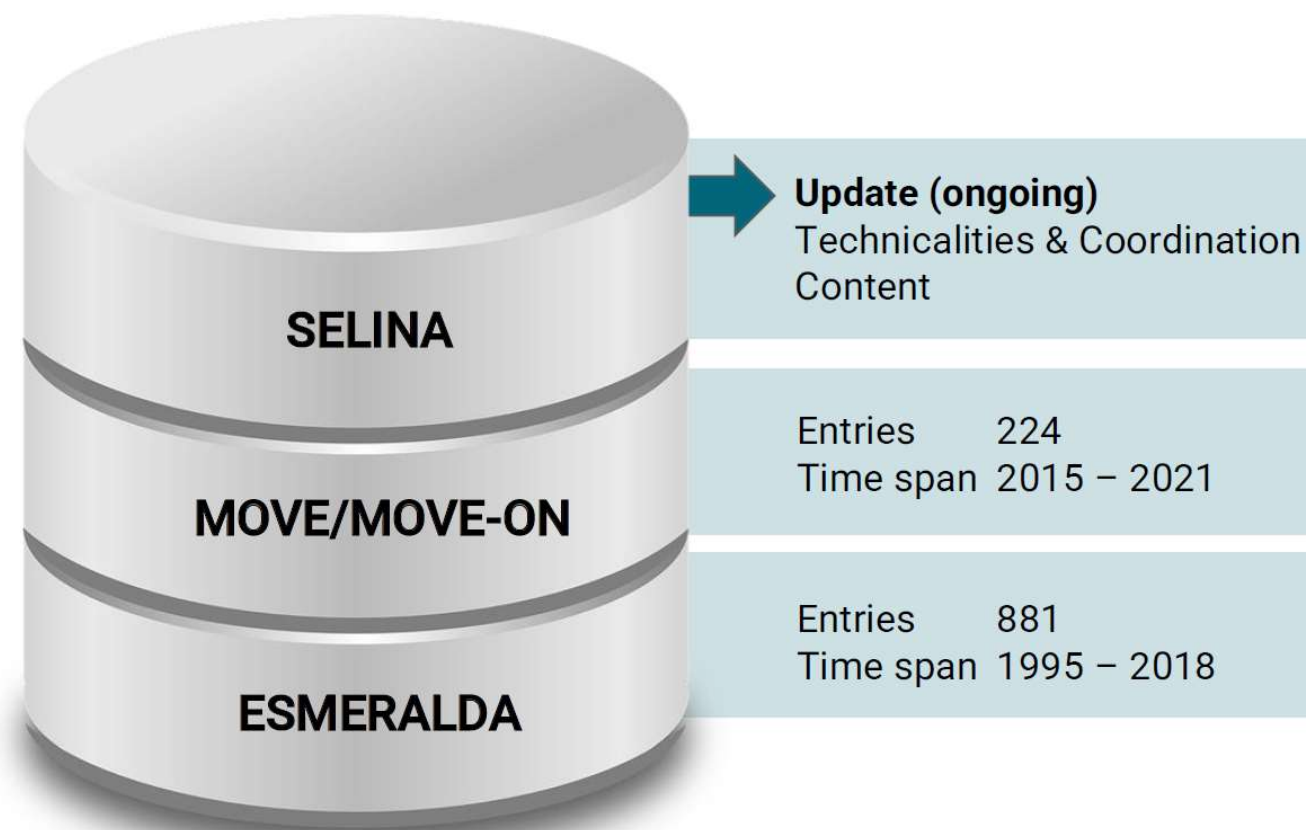 SELINA
Update (ongoing)
Technicalities & Coordination
Content
MOVE/MOVE-ON
Entries 224
Time span 2015 – 2021
ESMERALDA
Entries 881
Time span 1995 – 2018